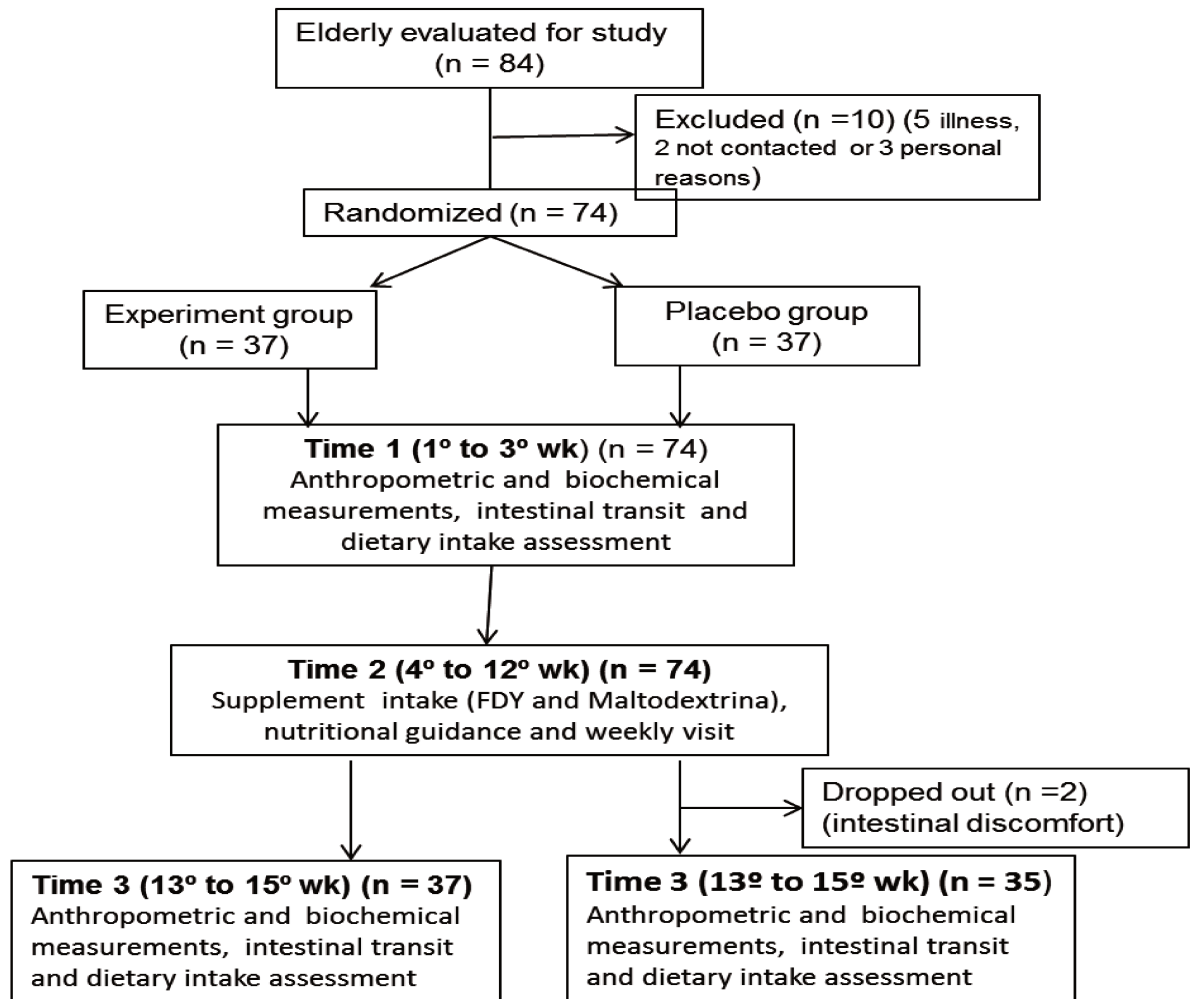 Elderly evaluated for study
(n = 84)
Excluded (n =10) (5 illness,
2 not contacted or 3 personal
reasons)
Randomized (n = 74)
Experiment group
(n = 37)
Placebo group
(n = 37)
Time 1 (1º to 3º wk) (n = 74)
Anthropometric and biochemical
measurements, intestinal transit and
dietary intake assessment
Time 2 (4º to 12º wk) (n = 74)
Supplement intake (FDY and Maltodextrina),
nutritional guidance and weekly visit
Dropped out (n =2)
(intestinal discomfort)
Time 3 (13º to 15º wk) (n = 37)
Anthropometric and biochemical
measurements, intestinal transit
and dietary intake assessment
Time 3 (13º to 15º wk) (n = 35)
Anthropometric and biochemical
measurements, intestinal transit
and dietary intake assessment